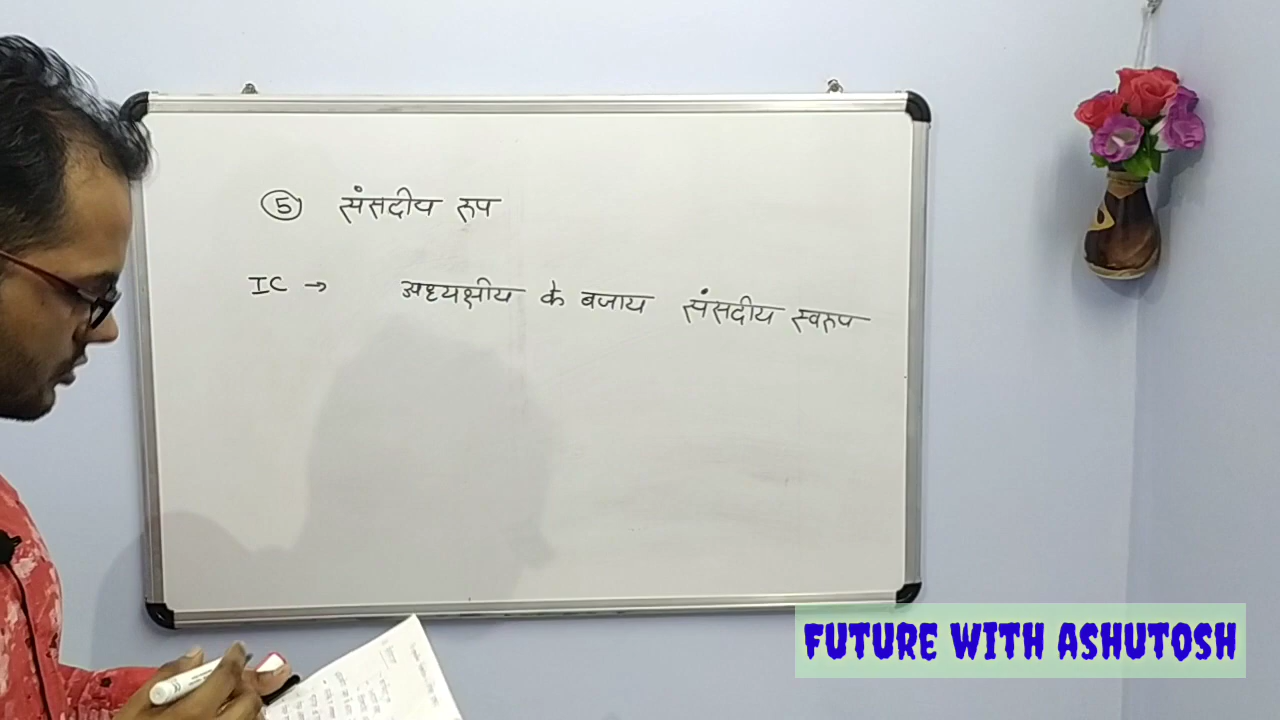 ⑤ संसदीय रूप
IC → अध्यक्षीय के बजाय संसदीय स्वरूप
FUTURE WITH ASHUTOSH